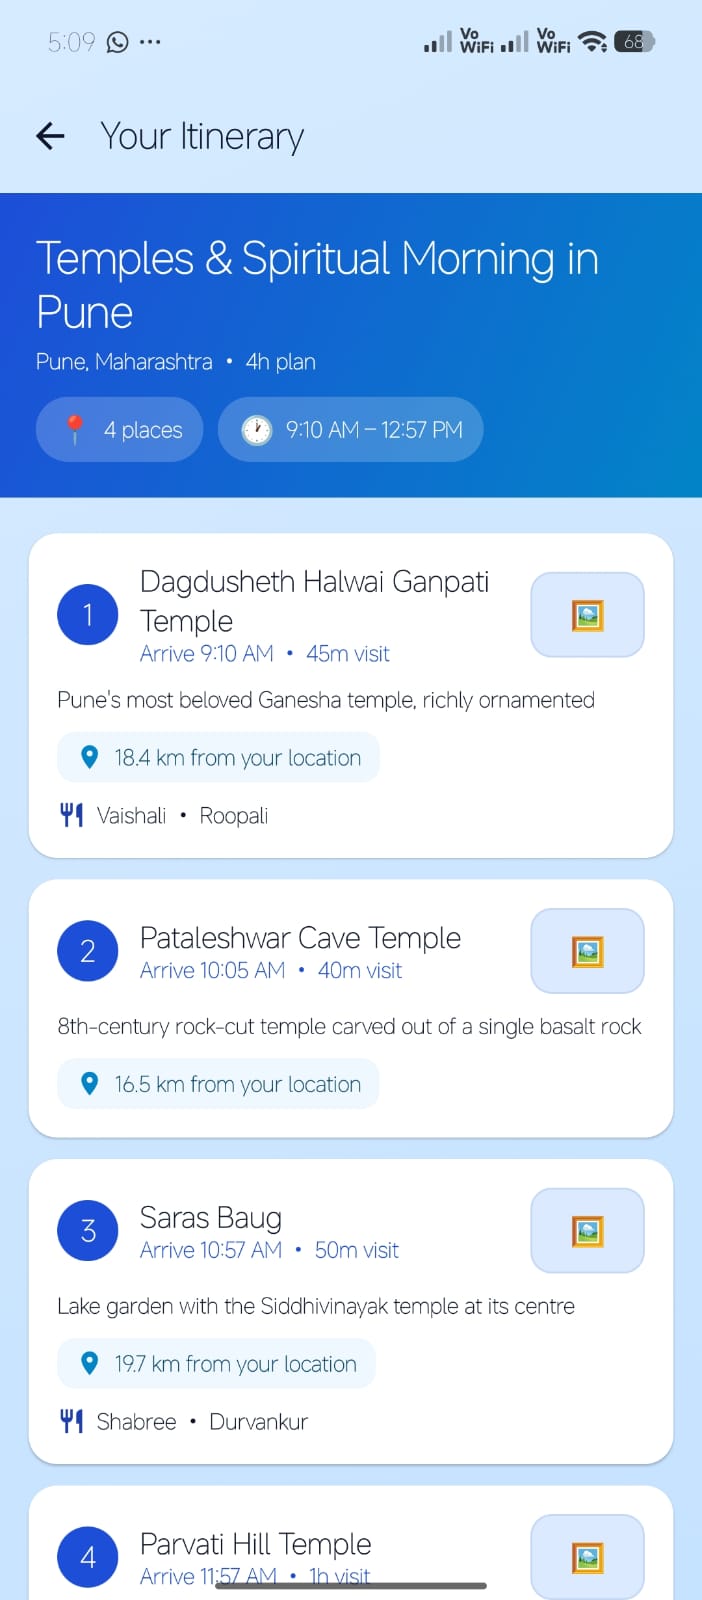 5:09
Vo WiFi Vo WiFi 68
Your Itinerary
Temples & Spiritual Morning in
Pune
Pune, Maharashtra • 4h plan
4 places
9:10 AM – 12:57 PM
1
Dagdusheth Halwai Ganpati
Temple
Arrive 9:10 AM • 45m visit
Pune's most beloved Ganesha temple, richly ornamented
18.4 km from your location
Vaishali • Roopali
2
Pataleshwar Cave Temple
Arrive 10:05 AM • 40m visit
8th-century rock-cut temple carved out of a single basalt rock
16.5 km from your location
3
Saras Baug
Arrive 10:57 AM • 50m visit
Lake garden with the Siddhivinayak temple at its centre
19.7 km from your location
Shabree • Durvankur
4
Parvati Hill Temple
Arrive 11:57 AM • 1h visit